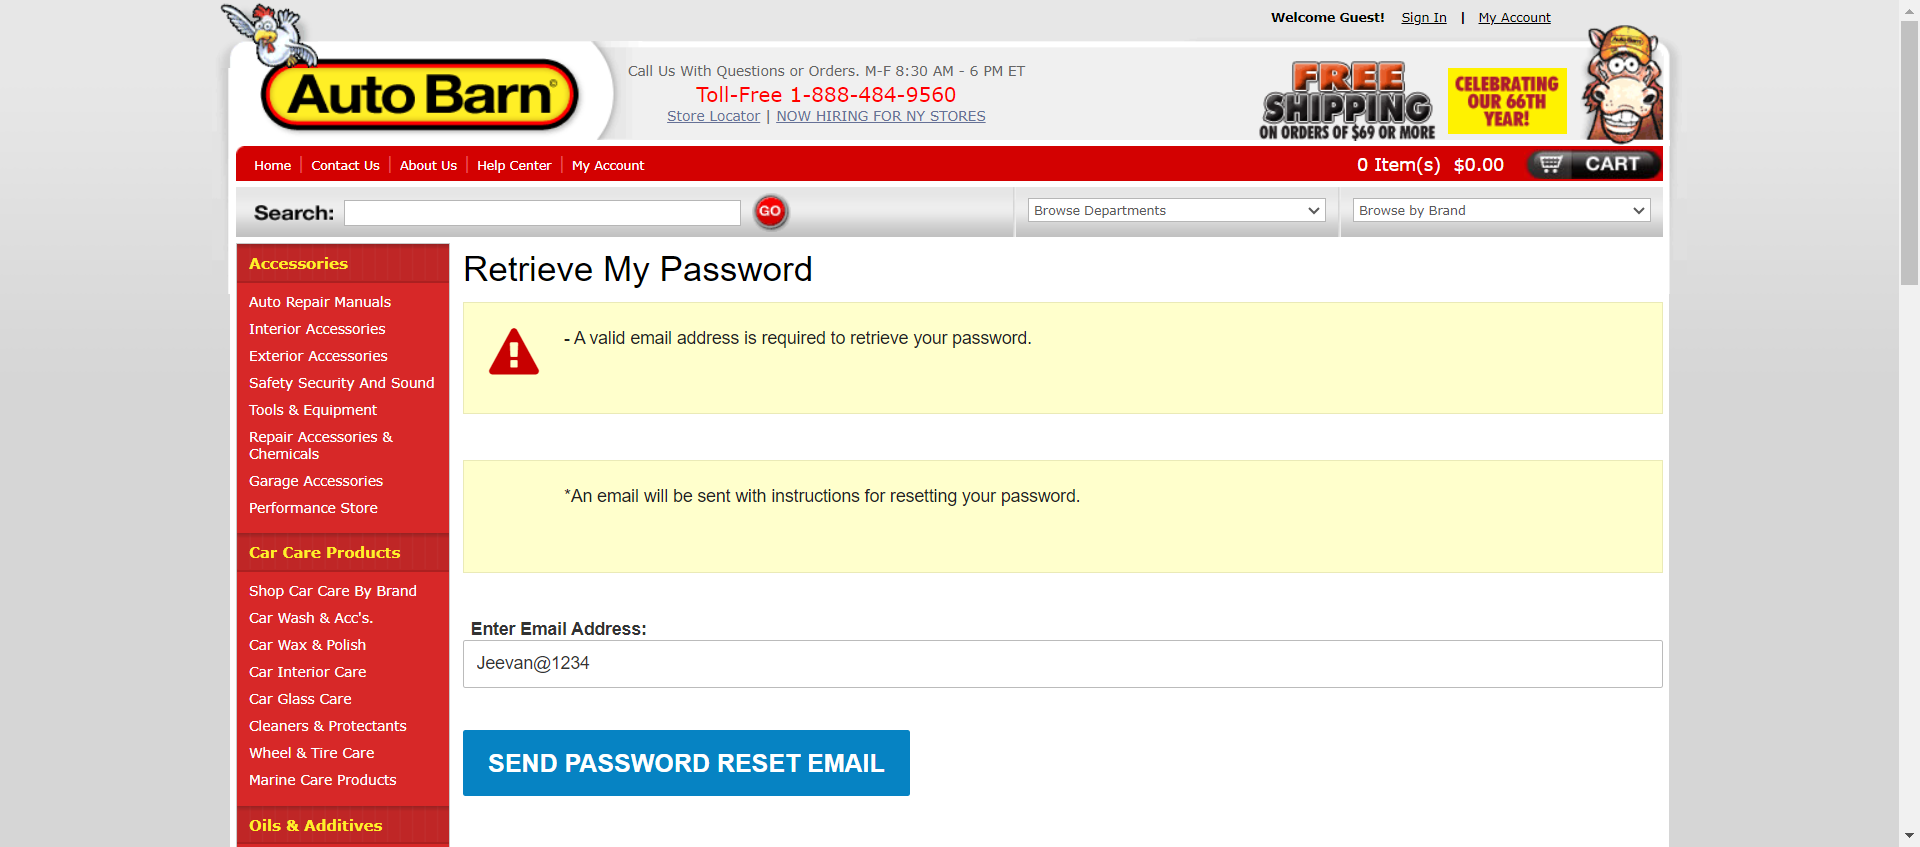 Welcome Guest! Sign In | My Account
Auto Barn©
Call Us With Questions or Orders. M-F 8:30 AM - 6 PM ET
Toll-Free 1-888-484-9560
Store Locator | NOW HIRING FOR NY STORES
FREE
SHIPPING
ON ORDERS OF $69 OR MORE
CELEBRATING
OUR 66TH
YEAR!
Auto Barn
Home | Contact Us | About Us | Help Center | My Account
0 Item(s) $0.00 CART
Search: GO
Browse Departments
Browse by Brand
Accessories
Auto Repair Manuals
Interior Accessories
Exterior Accessories
Safety Security And Sound
Tools & Equipment
Repair Accessories &
Chemicals
Garage Accessories
Performance Store
Car Care Products
Shop Car Care By Brand
Car Wash & Acc's.
Car Wax & Polish
Car Interior Care
Car Glass Care
Cleaners & Protectants
Wheel & Tire Care
Marine Care Products
Oils & Additives
Retrieve My Password
- A valid email address is required to retrieve your password.
*An email will be sent with instructions for resetting your password.
Enter Email Address:
Jeevan@1234
SEND PASSWORD RESET EMAIL